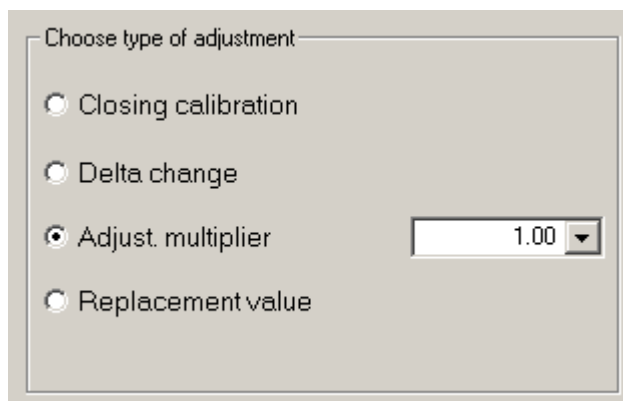 Choose type of adjustment
Closing calibration
Delta change
Adjust. multiplier 1.00
Replacement value